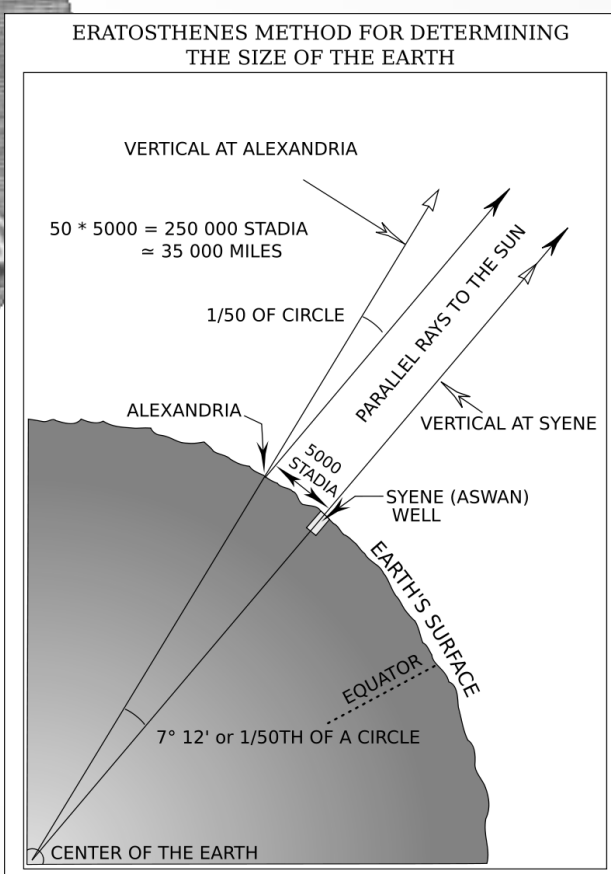 ERATOSTHENES METHOD FOR DETERMINING
THE SIZE OF THE EARTH
VERTICAL AT ALEXANDRIA
50 * 5000 = 250 000 STADIA
≃ 35 000 MILES
1/50 OF CIRCLE
PARALLEL RAYS TO THE SUN
ALEXANDRIA
VERTICAL AT SYENE
5000
STADIA
SYENE (ASWAN)
WELL
EARTH'S SURFACE
EQUATOR
7° 12' or 1/50TH OF A CIRCLE
CENTER OF THE EARTH